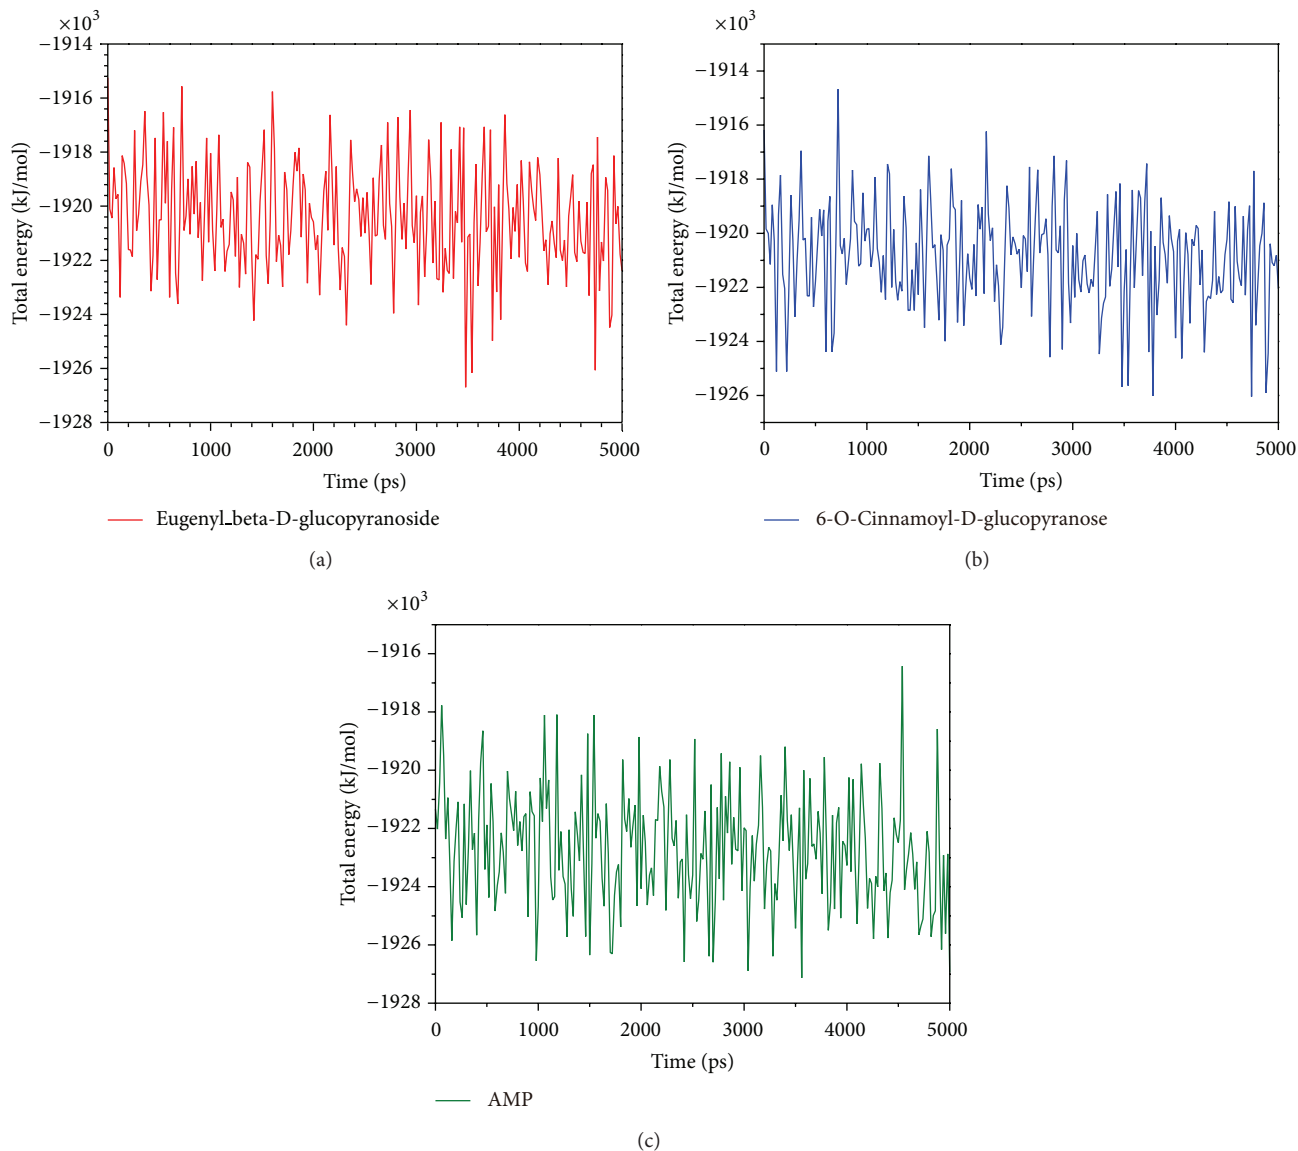 ×10³
−1914
−1916
−1918
−1920
−1922
−1924
−1926
−1928
Total energy (kJ/mol)
0 1000 2000 3000 4000 5000
Time (ps)
Eugenyl_beta-D-glucopyranoside
(a)
×10³
−1914
−1916
−1918
−1920
−1922
−1924
−1926
Total energy (kJ/mol)
0 1000 2000 3000 4000 5000
Time (ps)
6-O-Cinnamoyl-D-glucopyranose
(b)
×10³
−1916
−1918
−1920
−1922
−1924
−1926
−1928
Total energy (kJ/mol)
0 1000 2000 3000 4000 5000
Time (ps)
AMP
(c)